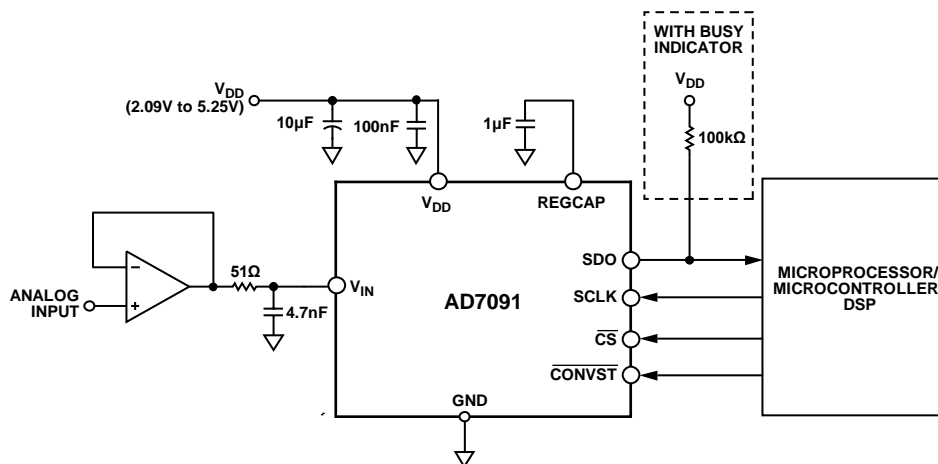 WITH BUSY
INDICATOR
VDD
100kΩ
VDD
(2.09V to 5.25V)
10µF
100nF
1µF
VDD
REGCAP
51Ω
4.7nF
ANALOG
INPUT
−
+
VIN
AD7091
SDO
SCLK
CS
CONVST
GND
MICROPROCESSOR/
MICROCONTROLLER/
DSP